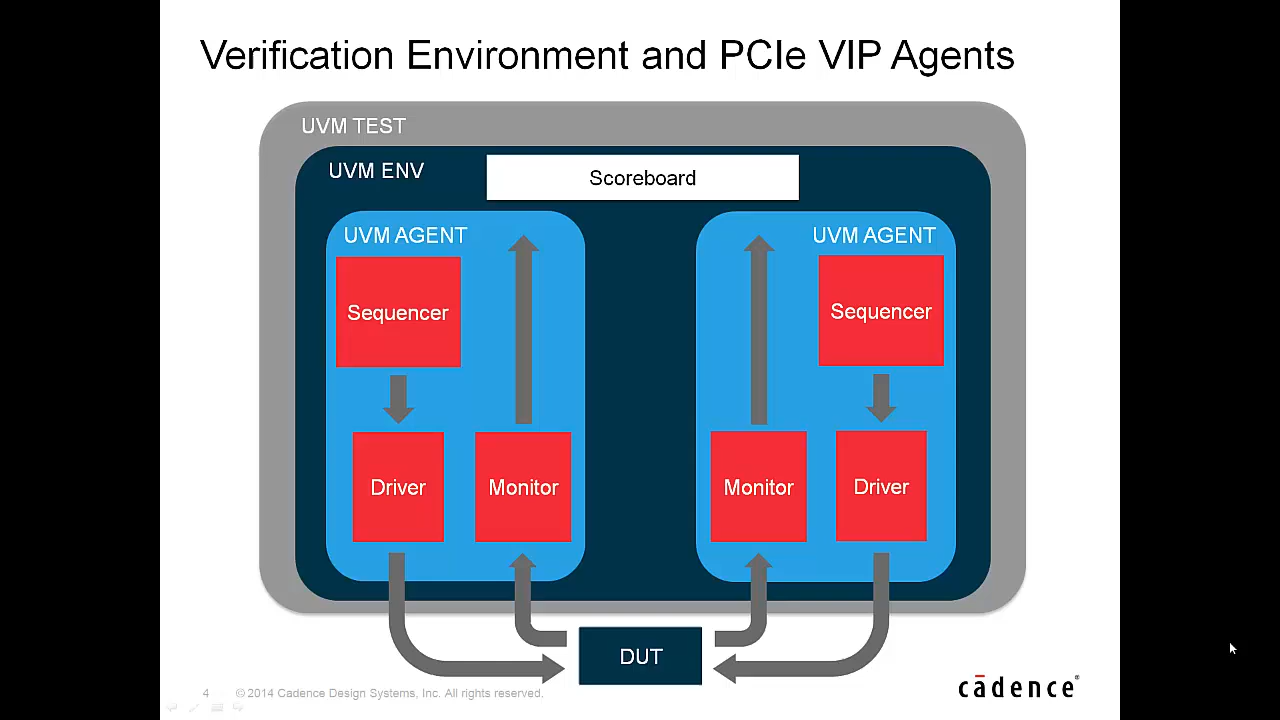 Verification Environment and PCIe VIP Agents
UVM TEST
UVM ENV
Scoreboard
UVM AGENT
UVM AGENT
Sequencer
Sequencer
Driver
Monitor
Monitor
Driver
DUT
4 © 2014 Cadence Design Systems, Inc. All rights reserved.
cādence®